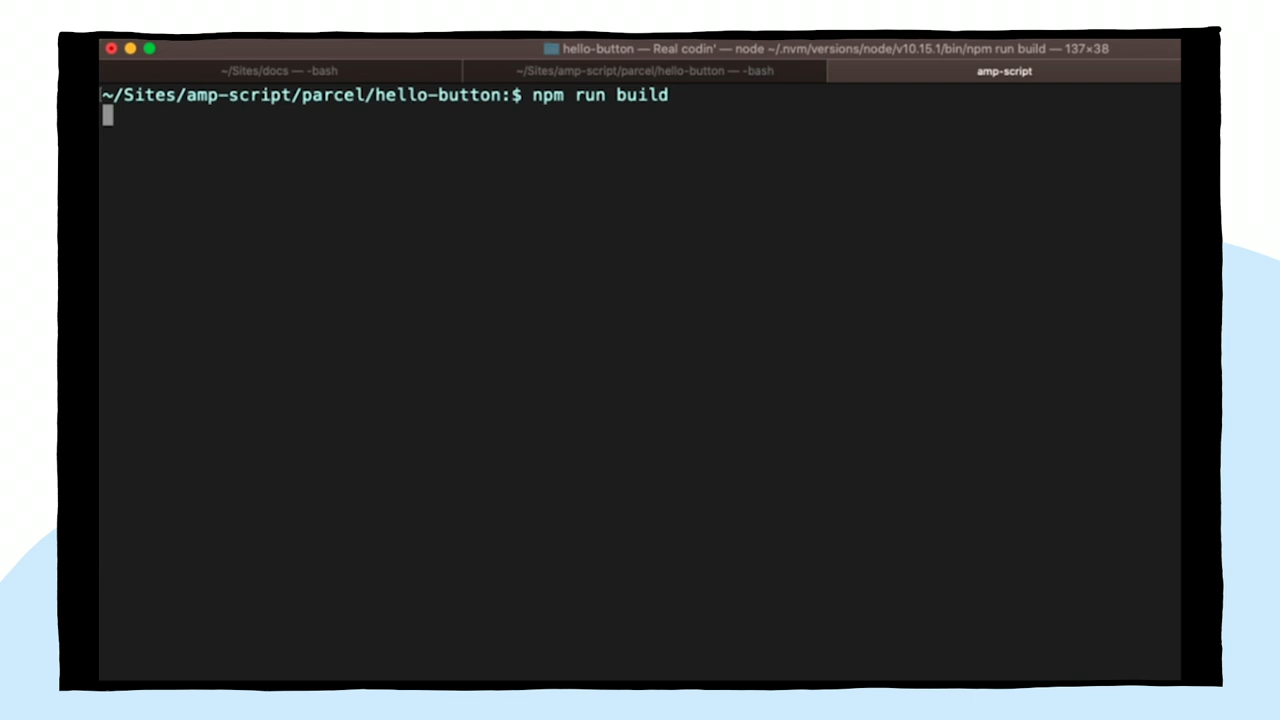 hello-button — Real codin' — node ~/.nvm/versions/node/v10.15.1/bin/npm run build — 137×38
~/Sites/docs — -bash
~/Sites/amp-script/parcel/hello-button — -bash
amp-script
~/Sites/amp-script/parcel/hello-button:$ npm run build